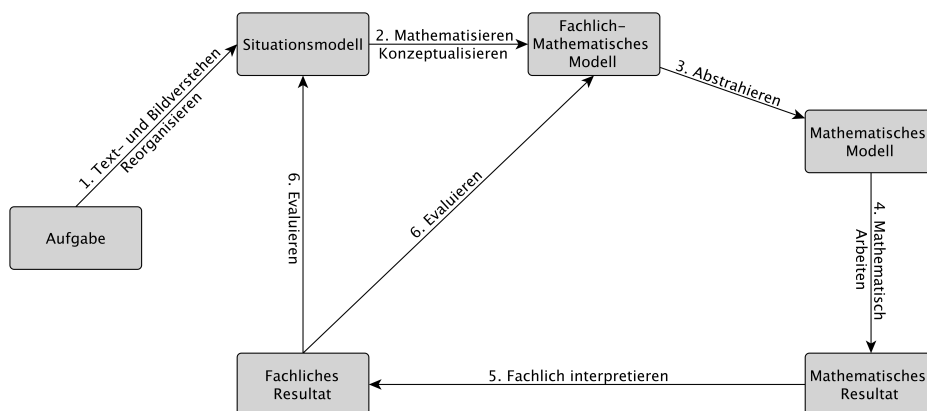 Situationsmodell
2. Mathematisieren
Konzeptualisieren
Fachlich–
Mathematisches
Modell
3. Abstrahieren
Mathematisches
Modell
1. Text– und Bildverstehen
Reorganisieren
Aufgabe
6. Evaluieren
6. Evaluieren
4. Mathematisch
Arbeiten
Fachliches
Resultat
5. Fachlich interpretieren
Mathematisches
Resultat